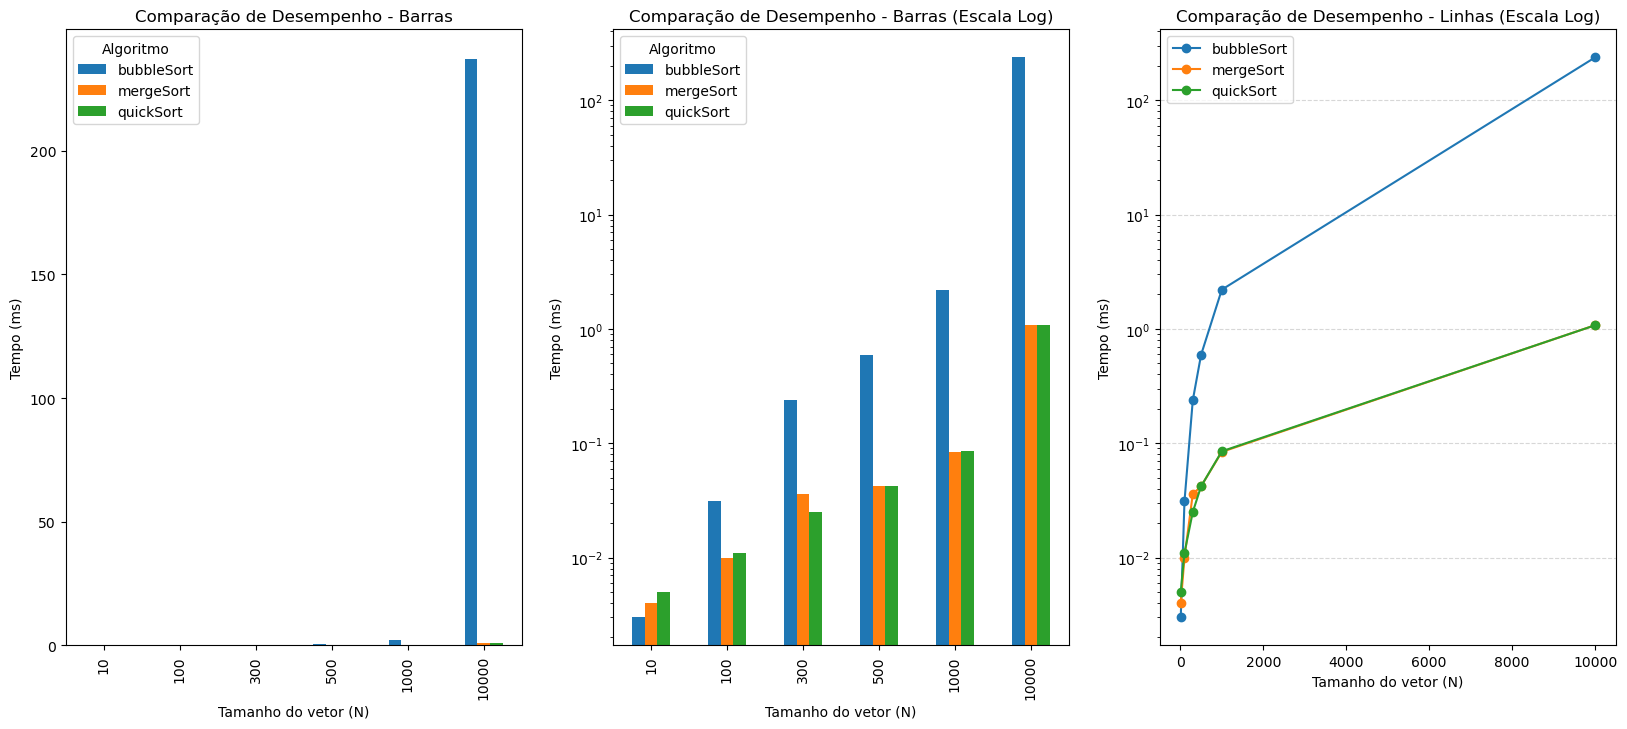 Comparação de Desempenho - Barras
Algoritmo
bubbleSort
mergeSort
quickSort
200
150
100
50
0
Tempo (ms)
10
100
300
500
1000
10000
Tamanho do vetor (N)
Comparação de Desempenho - Barras (Escala Log)
Algoritmo
bubbleSort
mergeSort
quickSort
10²
10¹
10⁰
10⁻¹
10⁻²
Tempo (ms)
10
100
300
500
1000
10000
Tamanho do vetor (N)
Comparação de Desempenho - Linhas (Escala Log)
bubbleSort
mergeSort
quickSort
10²
10¹
10⁰
10⁻¹
10⁻²
Tempo (ms)
0
2000
4000
6000
8000
10000
Tamanho do vetor (N)